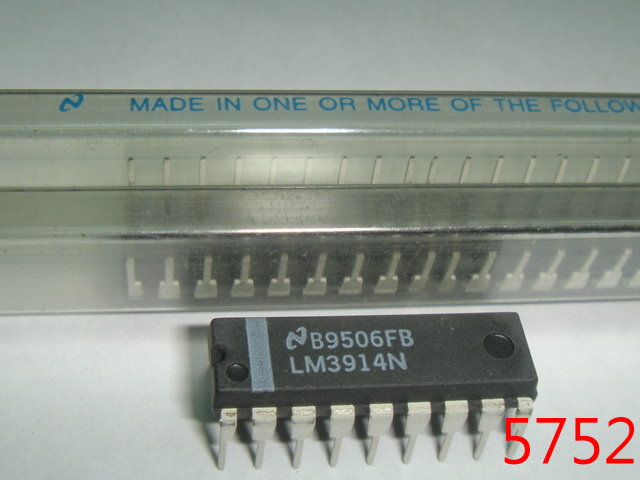 MADE IN ONE OR MORE OF THE FOLLOW
B9506FB
LM3914N
5752